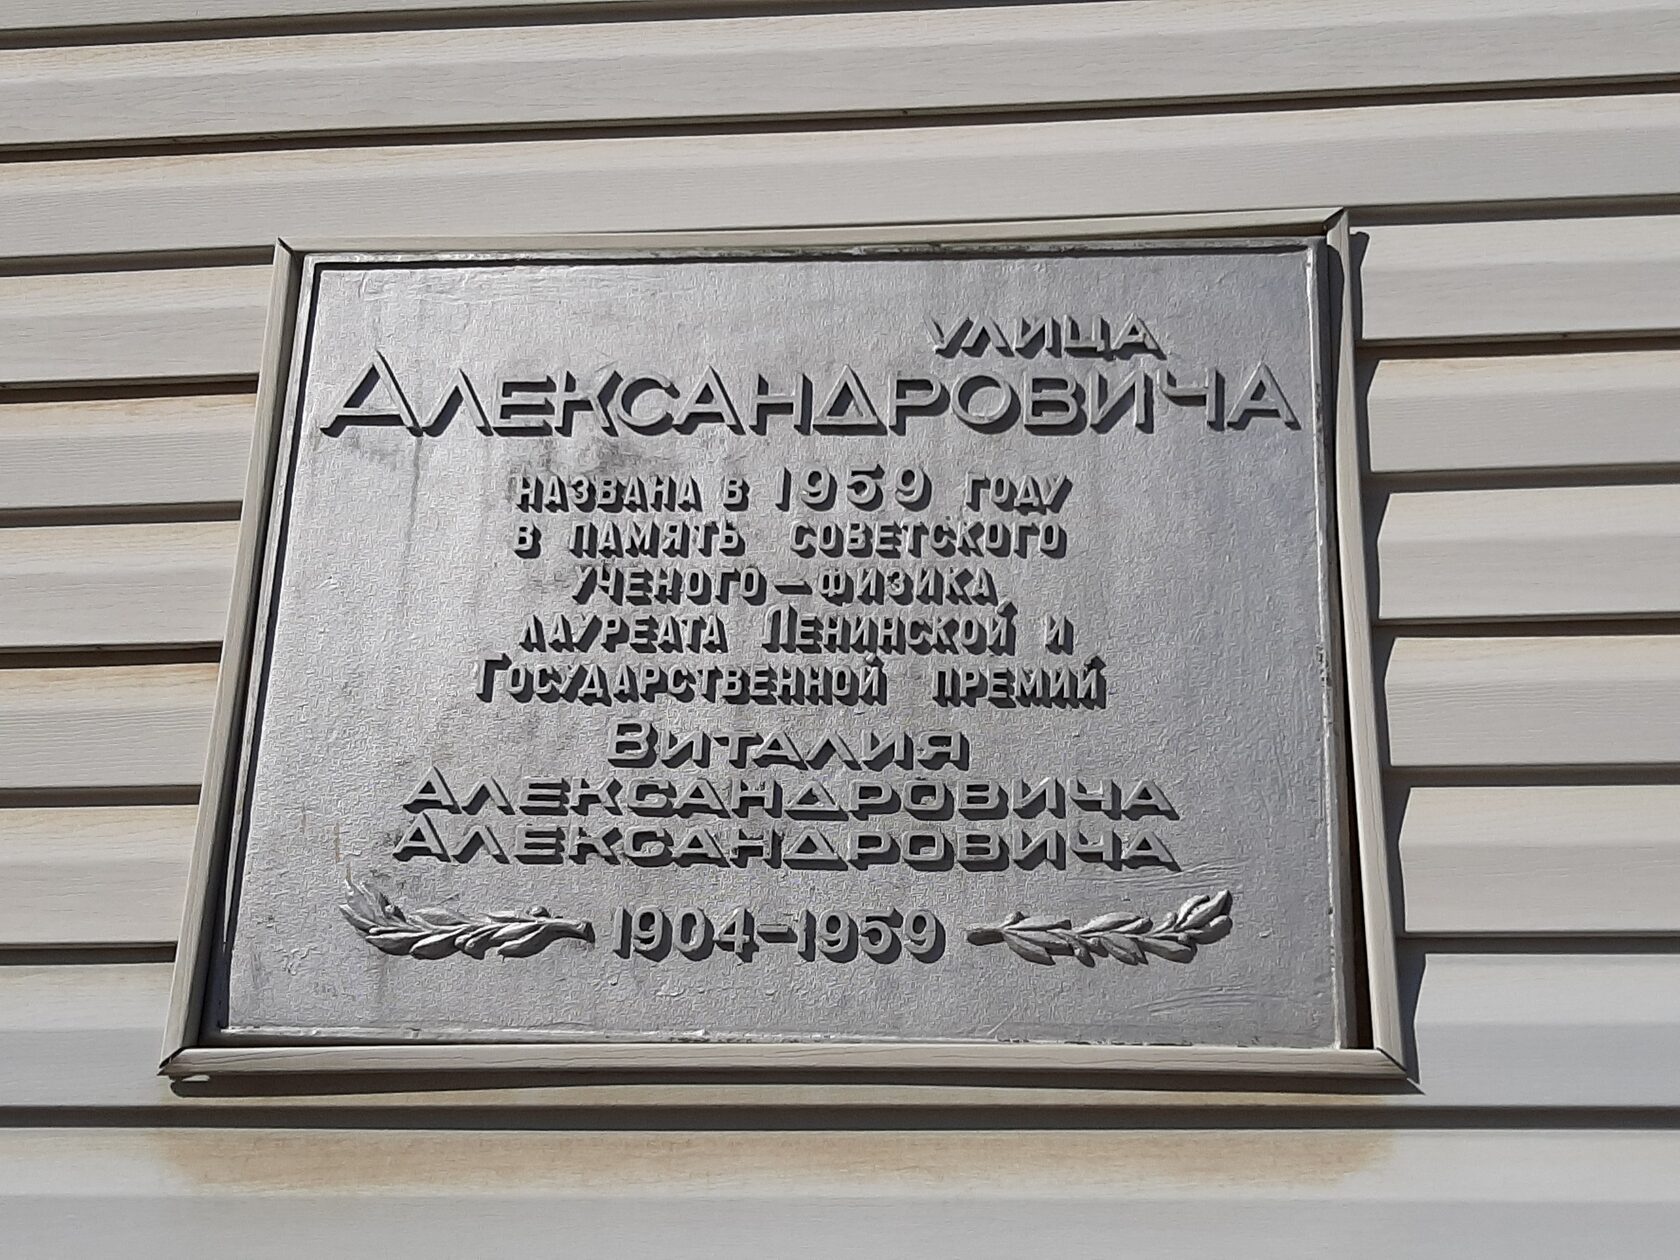 улица
Александровича
названа в 1959 году
в память советского
ученого–физика,
лауреата Ленинской и
Государственной премий
Виталия
Александровича
Александровича
1904–1959